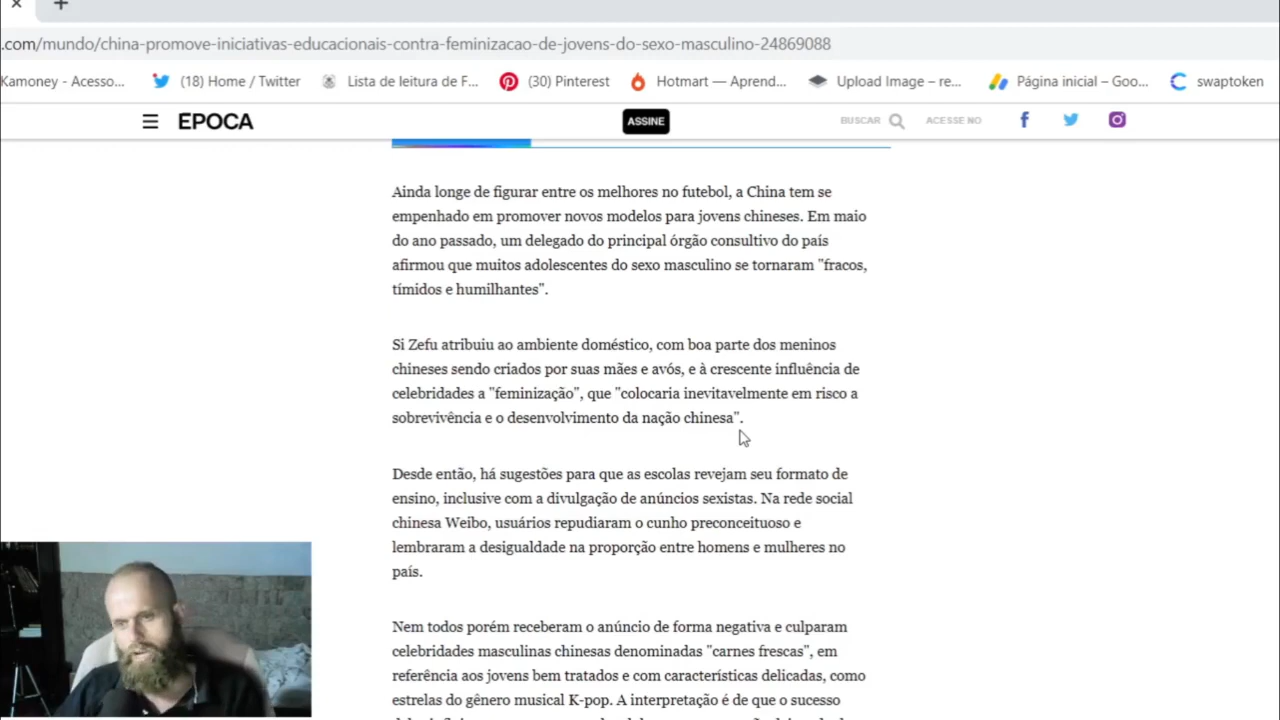 .com/mundo/china-promove-iniciativas-educacionais-contra-feminizacao-de-jovens-do-sexo-masculino-24869088
Kamoney - Acesso... (18) Home / Twitter Lista de leitura de F... (30) Pinterest Hotmart — Aprend... Upload Image – re... Página inicial – Goo... swaptoken
EPOCA ASSINE BUSCAR ACESSE NO
Ainda longe de figurar entre os melhores no futebol, a China tem se
empenhado em promover novos modelos para jovens chineses. Em maio
do ano passado, um delegado do principal órgão consultivo do país
afirmou que muitos adolescentes do sexo masculino se tornaram "fracos,
tímidos e humilhantes".
Si Zefu atribuiu ao ambiente doméstico, com boa parte dos meninos
chineses sendo criados por suas mães e avós, e à crescente influência de
celebridades a "feminização", que "colocaria inevitavelmente em risco a
sobrevivência e o desenvolvimento da nação chinesa".
Desde então, há sugestões para que as escolas revejam seu formato de
ensino, inclusive com a divulgação de anúncios sexistas. Na rede social
chinesa Weibo, usuários repudiaram o cunho preconceituoso e
lembraram a desigualdade na proporção entre homens e mulheres no
país.
Nem todos porém receberam o anúncio de forma negativa e culparam
celebridades masculinas chinesas denominadas "carnes frescas", em
referência aos jovens bem tratados e com características delicadas, como
estrelas do gênero musical K-pop. A interpretação é de que o sucesso